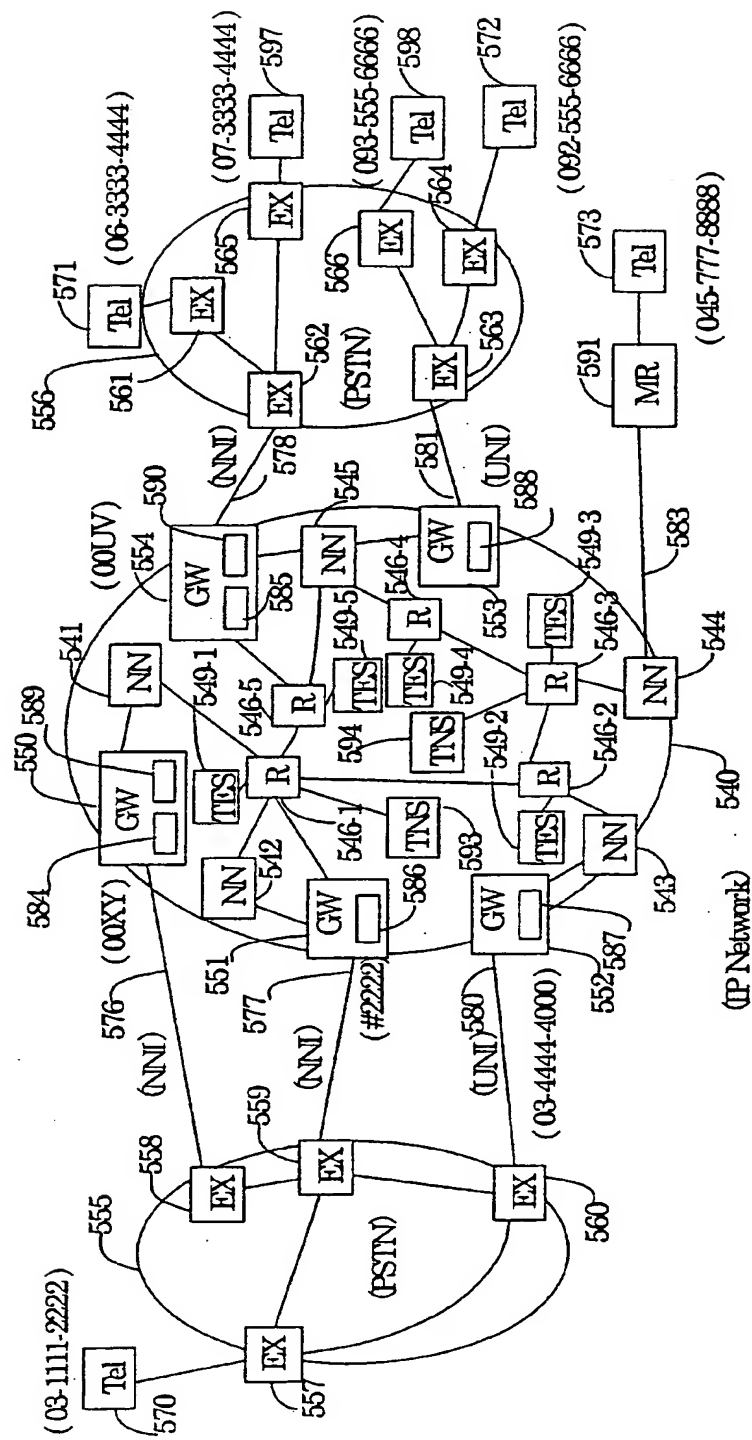 (03-1111-2222)
570
Tel
555
558
EX
559
EX
(PSTN)
EX
557
EX
560
576
(NNI)
(NNI)
577
(#2222)
(UNI)
580
(03-4444-4000)
(00XY)
584
550
589
GW
541
NN
549-1
TES
NN
542
546-1
R
551
GW
586
TNS
593
GW
552
587
NN
543
TES
549-2
R
546-2
546-5
R
TES
549-5
594
TNS
TES
549-4
R
546-4
NN
545
(00UV)
554
590
GW
585
GW
588
553
TES
549-3
R
546-3
NN
544
540
(IP Network)
(NNI)
578
581
(UNI)
583
556
571
Tel
(06-3333-4444)
561
EX
EX
562
(PSTN)
EX
563
EX
565
(07-3333-4444)
Tel
597
EX
566
(093-555-6666)
Tel
598
EX
564
Tel
572
(092-555-6666)
MR
591
Tel
573
(045-777-8888)